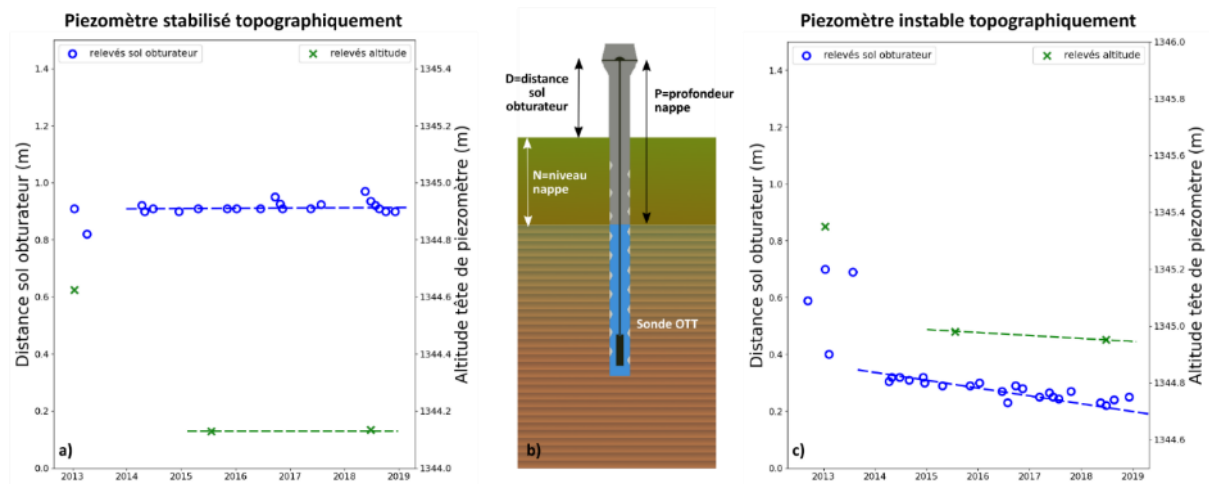 Piezomètre stabilisé topographiquement
relevés sol obturateur
relevés altitude
Distance sol obturateur (m)
1.4
1.2
1.0
0.8
0.6
0.4
0.2
0.0
Altitude tête de piezomètre (m)
1345.4
1345.2
1345.0
1344.8
1344.6
1344.4
1344.2
1344.0
a)
2013
2014
2015
2016
2017
2018
2019
D=distance
sol
obturateur
P=profondeur
nappe
N=niveau
nappe
Sonde OTT
b)
Piezomètre instable topographiquement
relevés sol obturateur
relevés altitude
Distance sol obturateur (m)
1.4
1.2
1.0
0.8
0.6
0.4
0.2
0.0
Altitude tête de piezomètre (m)
1346.0
1345.8
1345.6
1345.4
1345.2
1345.0
1344.8
1344.6
c)
2013
2014
2015
2016
2017
2018
2019